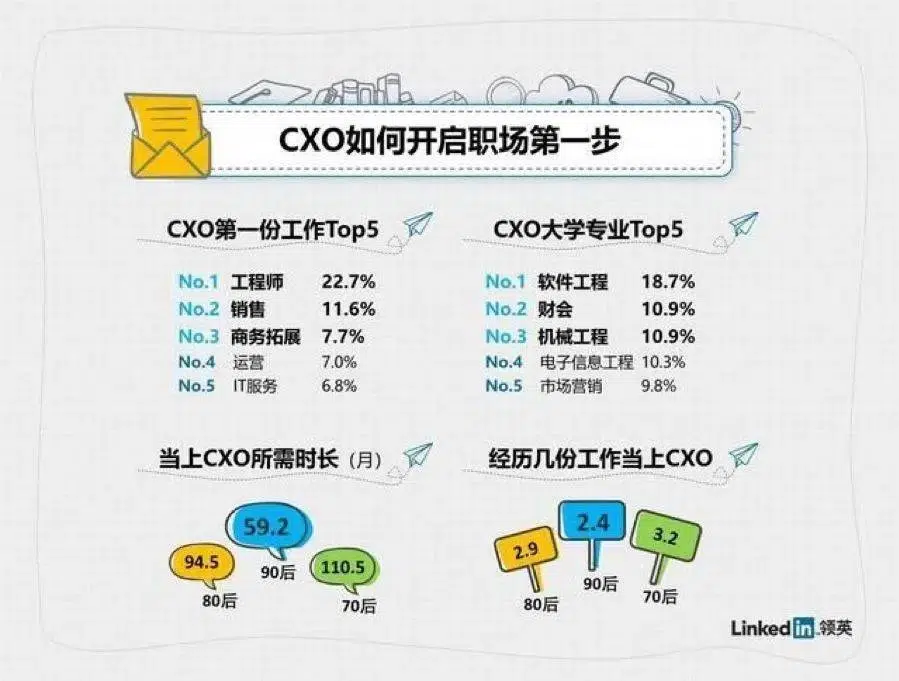 CXO如何开启职场第一步
CXO第一份工作Top5
No.1 工程师 22.7%
No.2 销售 11.6%
No.3 商务拓展 7.7%
No.4 运营 7.0%
No.5 IT服务 6.8%
CXO大学专业Top5
No.1 软件工程 18.7%
No.2 财会 10.9%
No.3 机械工程 10.9%
No.4 电子信息工程 10.3%
No.5 市场营销 9.8%
当上CXO所需时长（月）
94.5
80后
59.2
90后
110.5
70后
经历几份工作当上CXO
2.9
80后
2.4
90后
3.2
70后
Linked in 领英